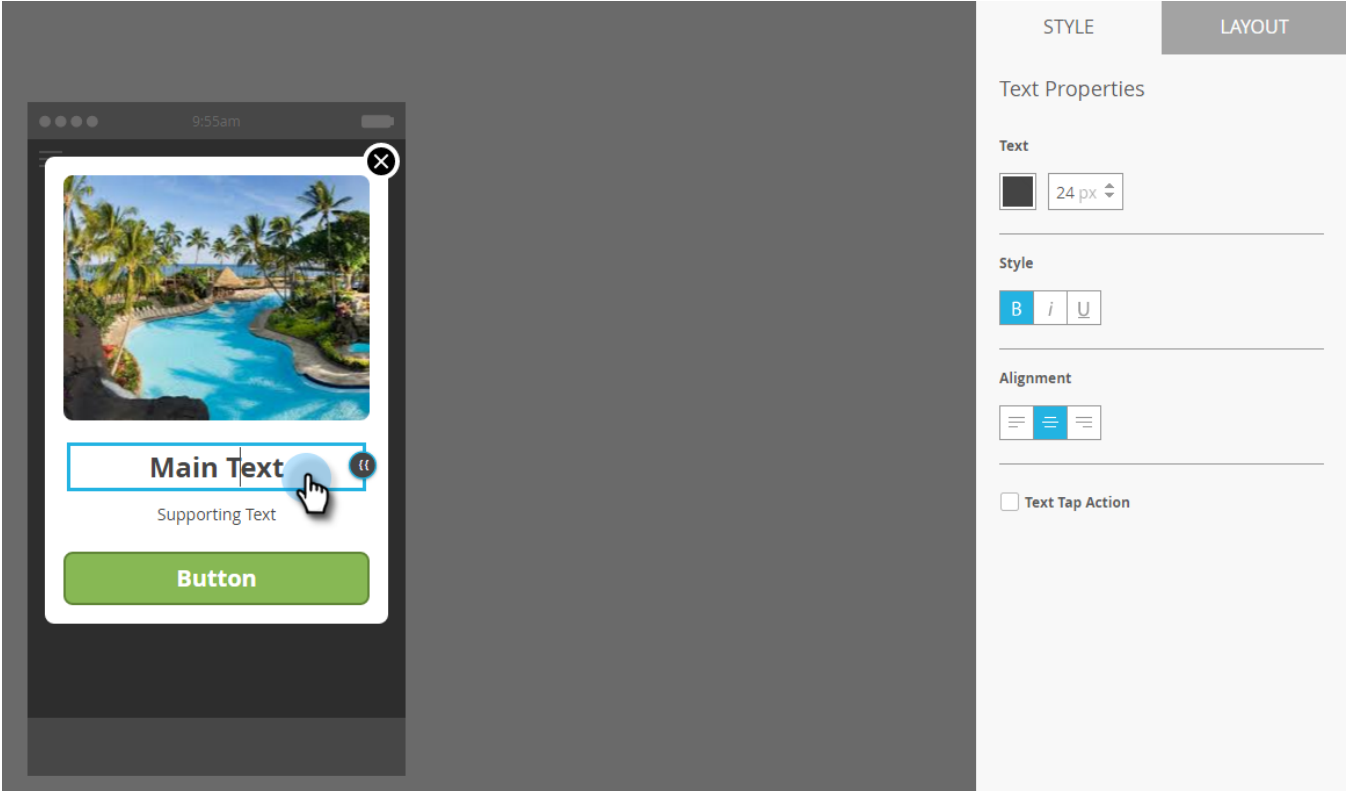 STYLE
LAYOUT
Text Properties
Text
24 px
Style
B i U
Alignment
Text Tap Action
9:55am
Main Text
{{
Supporting Text
Button